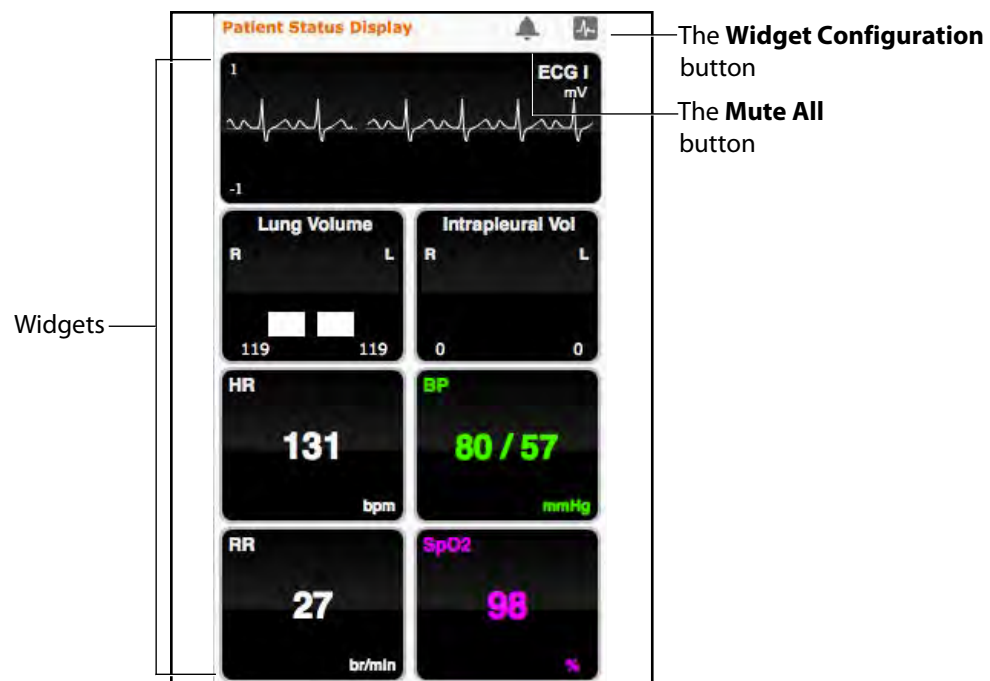 Patient Status Display
The Widget Configuration
button
The Mute All
button
1
ECG I
mV
-1
Lung Volume
R L
119 119
Intrapleural Vol
R L
0 0
Widgets
HR
131
bpm
BP
80 / 57
mmHg
RR
27
br/min
SpO2
98
%